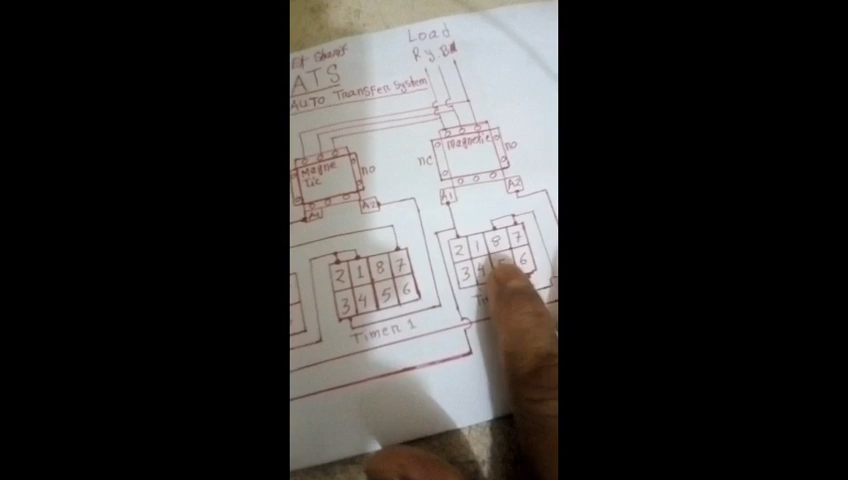 Load
R y B
ATS
AUTO Transfer System
Magne
tic
no
A1
A2
nc
Magnetic
no
A1
A2
2 1 8 7
3 4 5 6
Timer 1
2 1 8 7
3 4 6